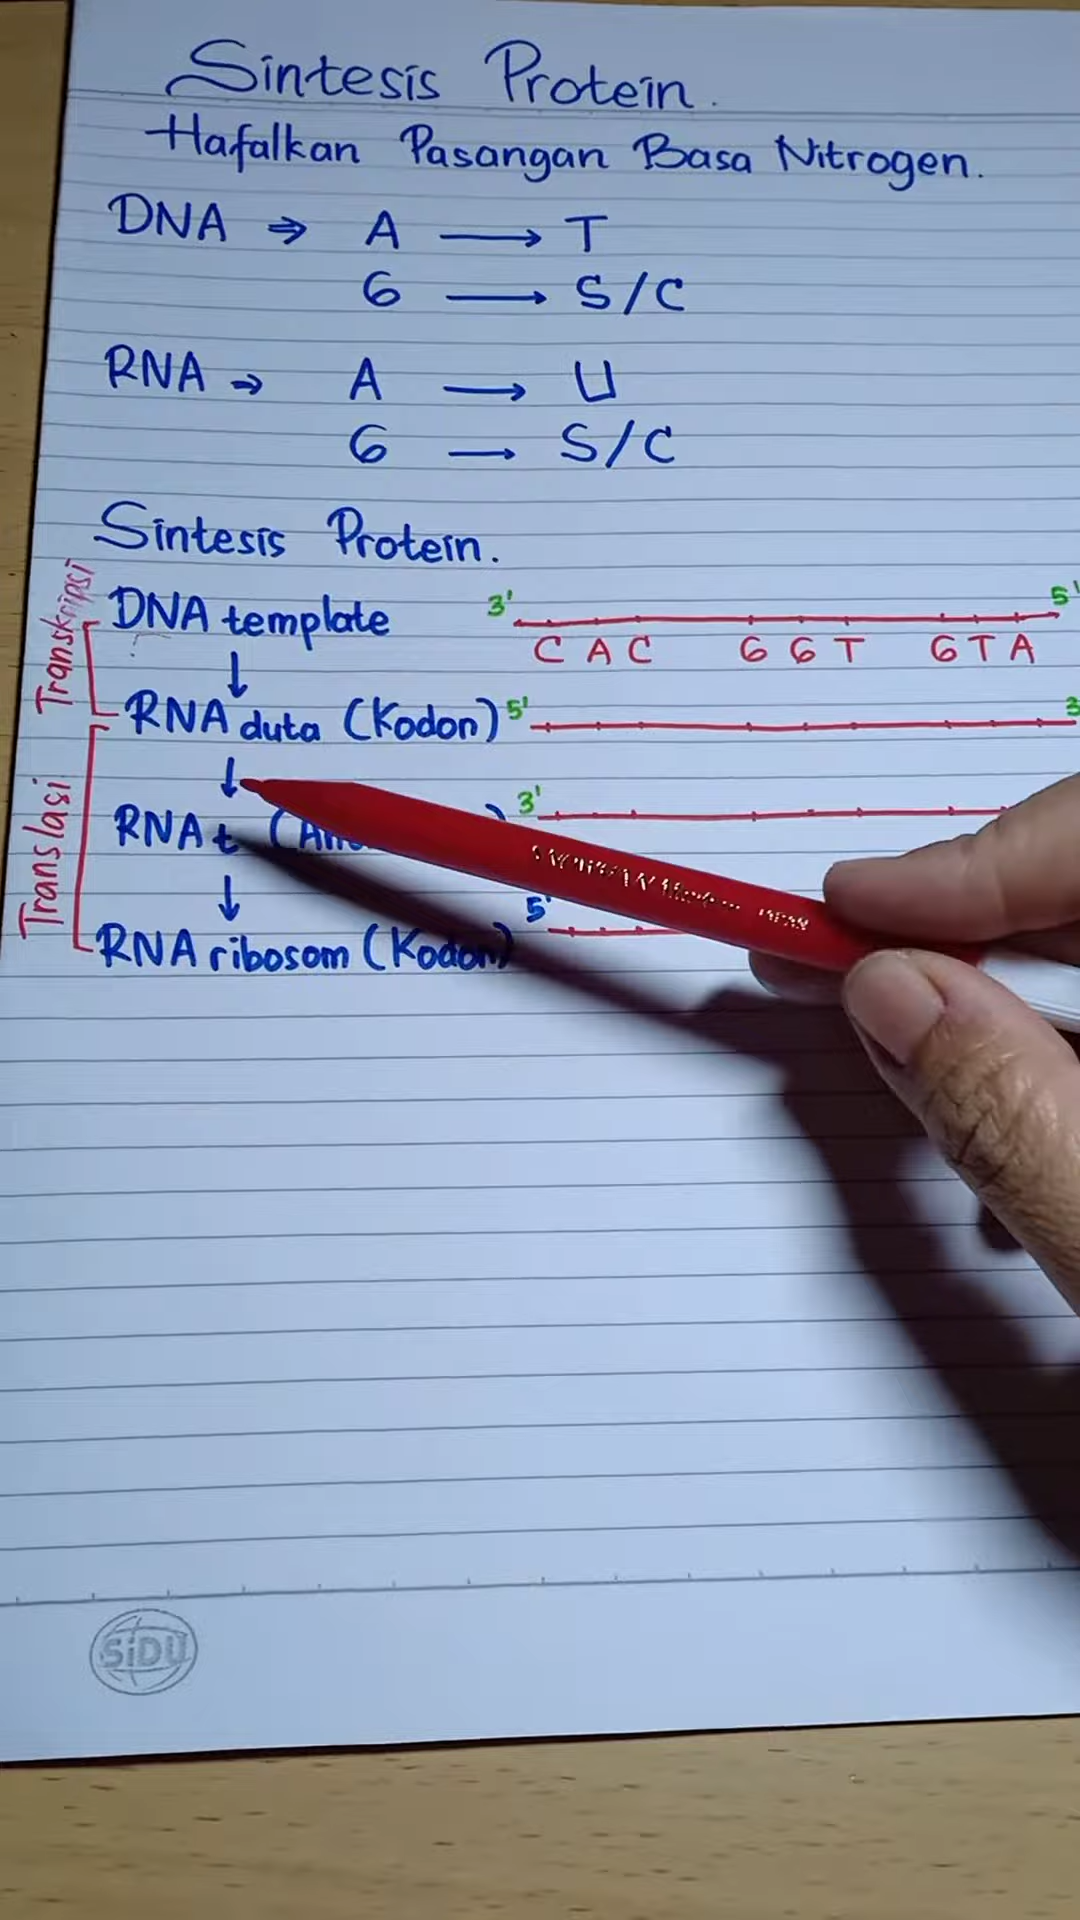 Sintesis Protein.
Hafalkan Pasangan Basa Nitrogen.
DNA ⇒ A → T
G → S/C
RNA ⇒ A → U
G → S/C
Sintesis Protein.
Transkripsi
DNA template 3' 5'
C A C G G T G T A
↓
RNA duta (Kodon) 5' 3'
↓
Translasi
RNA t 3'
↓
RNA ribosom (Kodon) 5'
JAPAN
SiDU